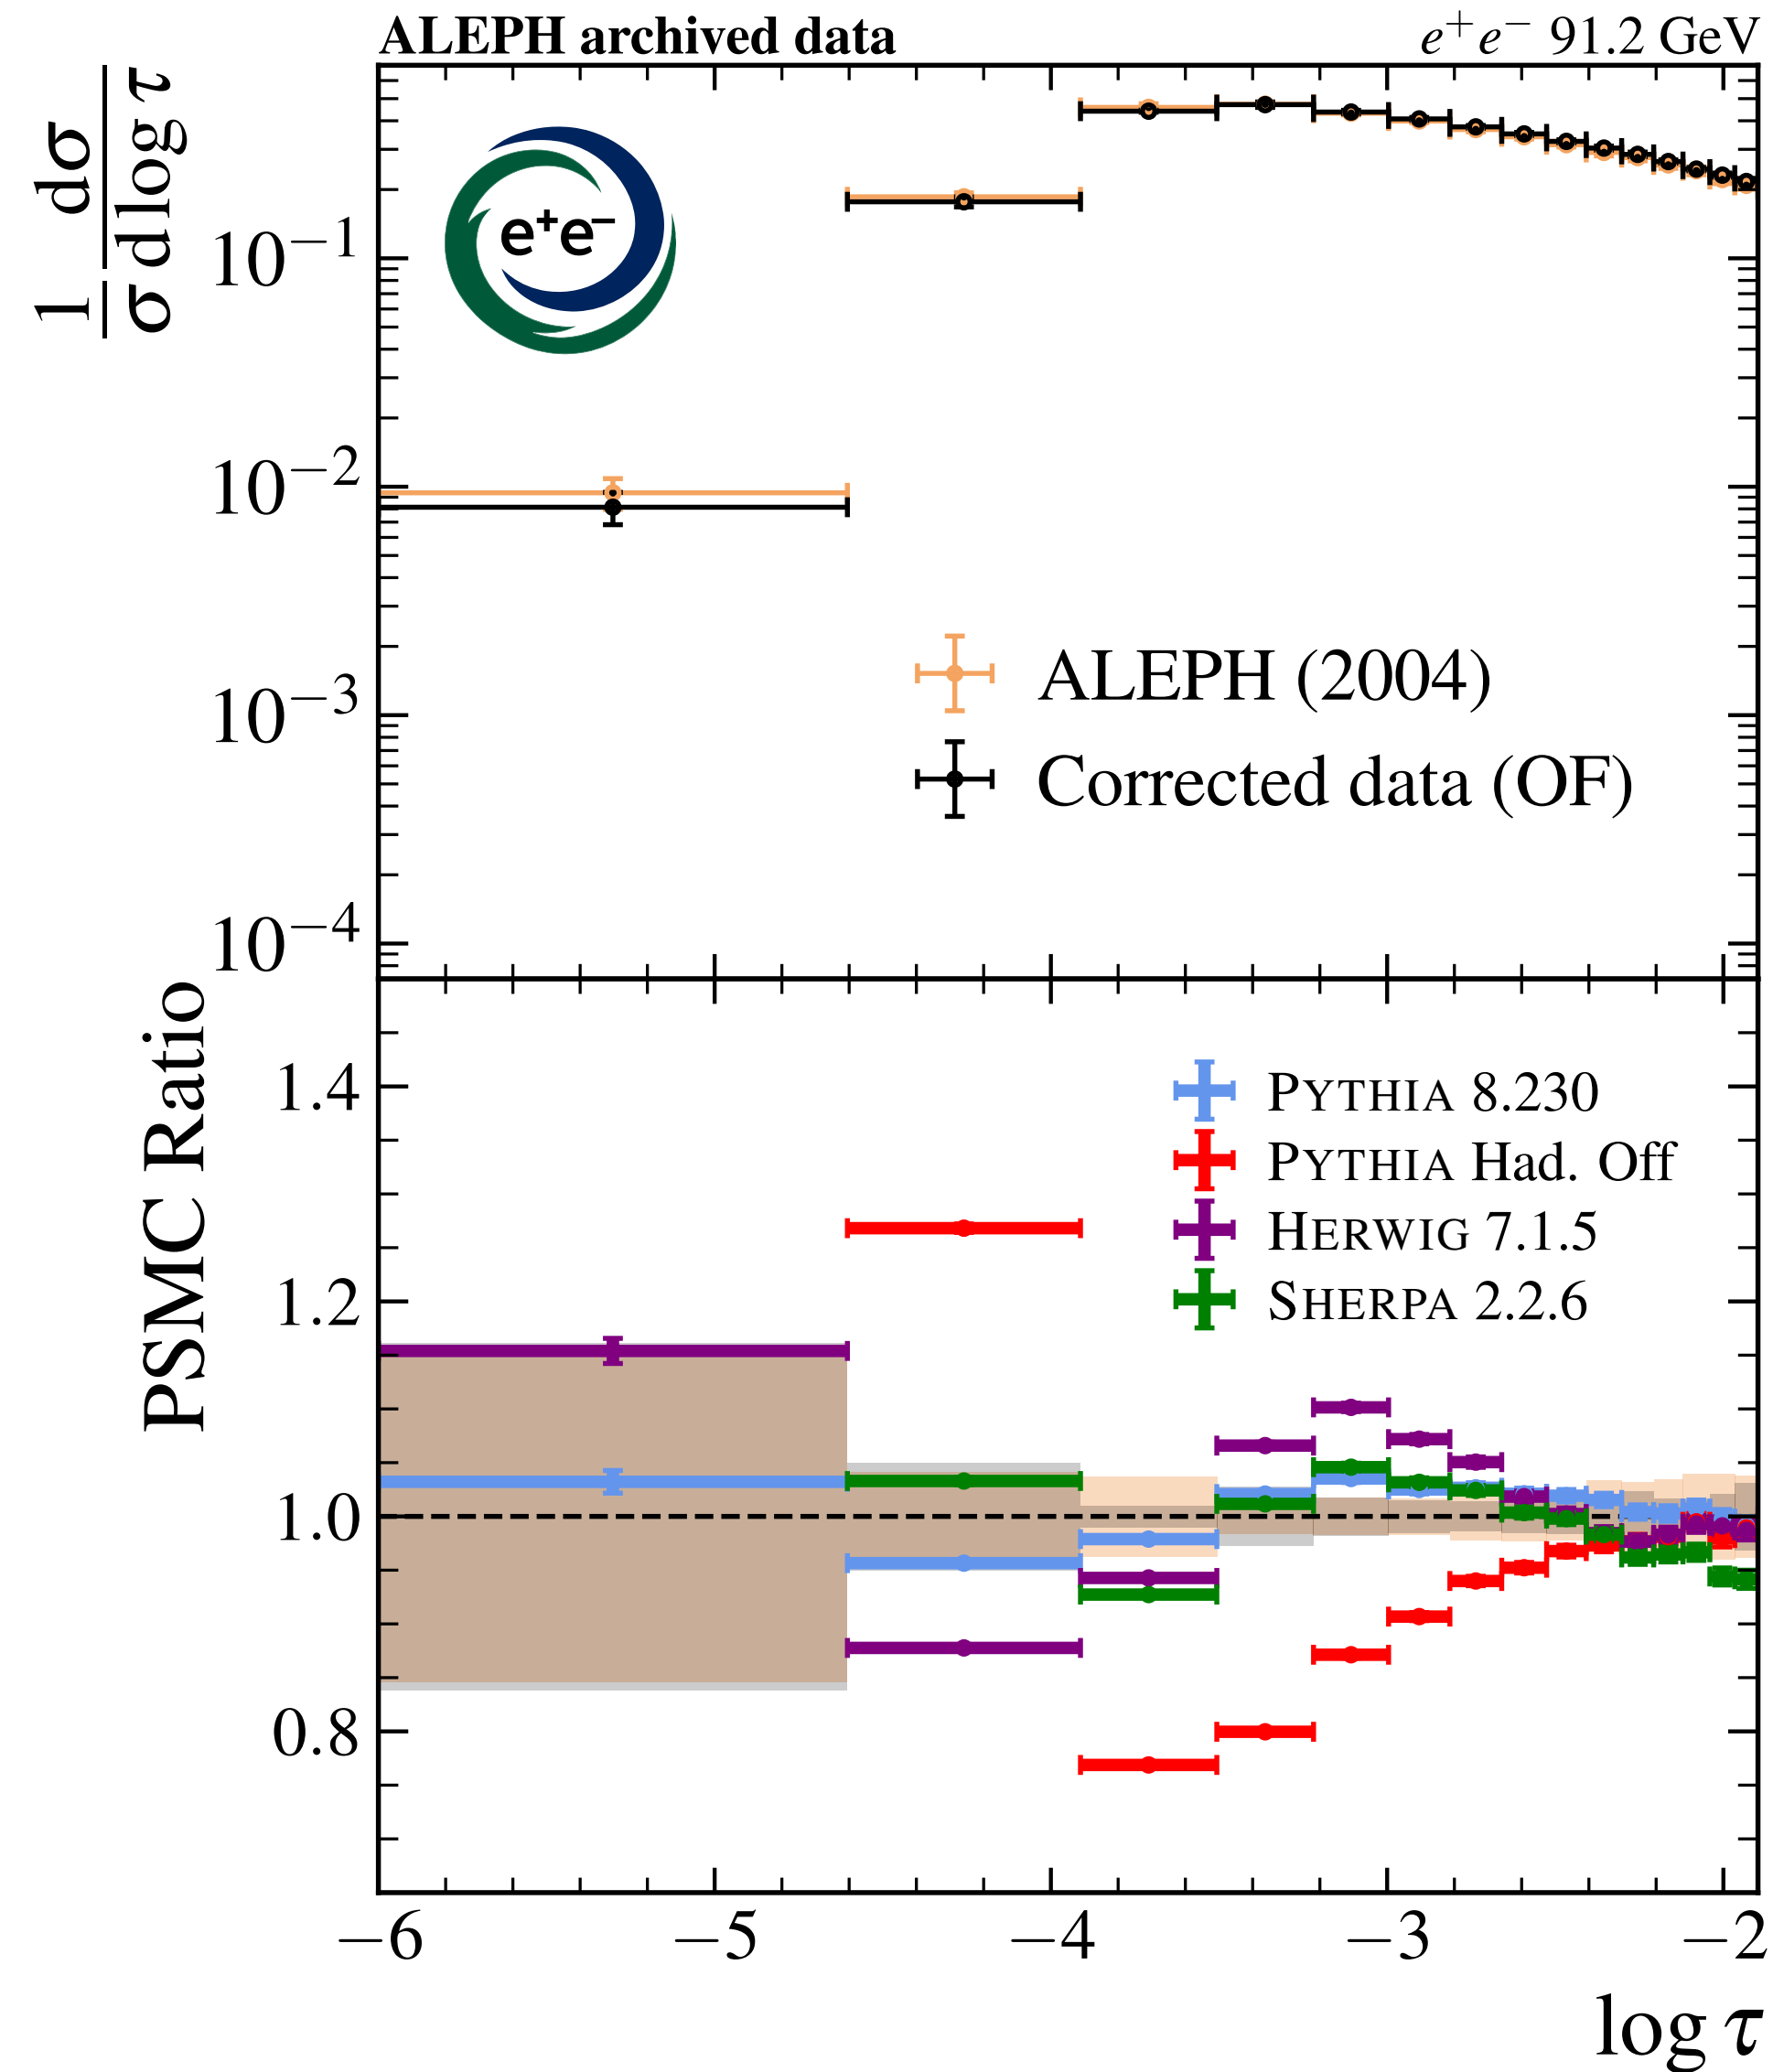 ALEPH archived data
e⁺e⁻ 91.2 GeV
1/σ dσ/d log τ
10⁻¹
10⁻²
10⁻³
10⁻⁴
e⁺e⁻
ALEPH (2004)
Corrected data (OF)
PSMC Ratio
1.4
1.2
1.0
0.8
PYTHIA 8.230
PYTHIA Had. Off
HERWIG 7.1.5
SHERPA 2.2.6
−6 −5 −4 −3 −2
log τ